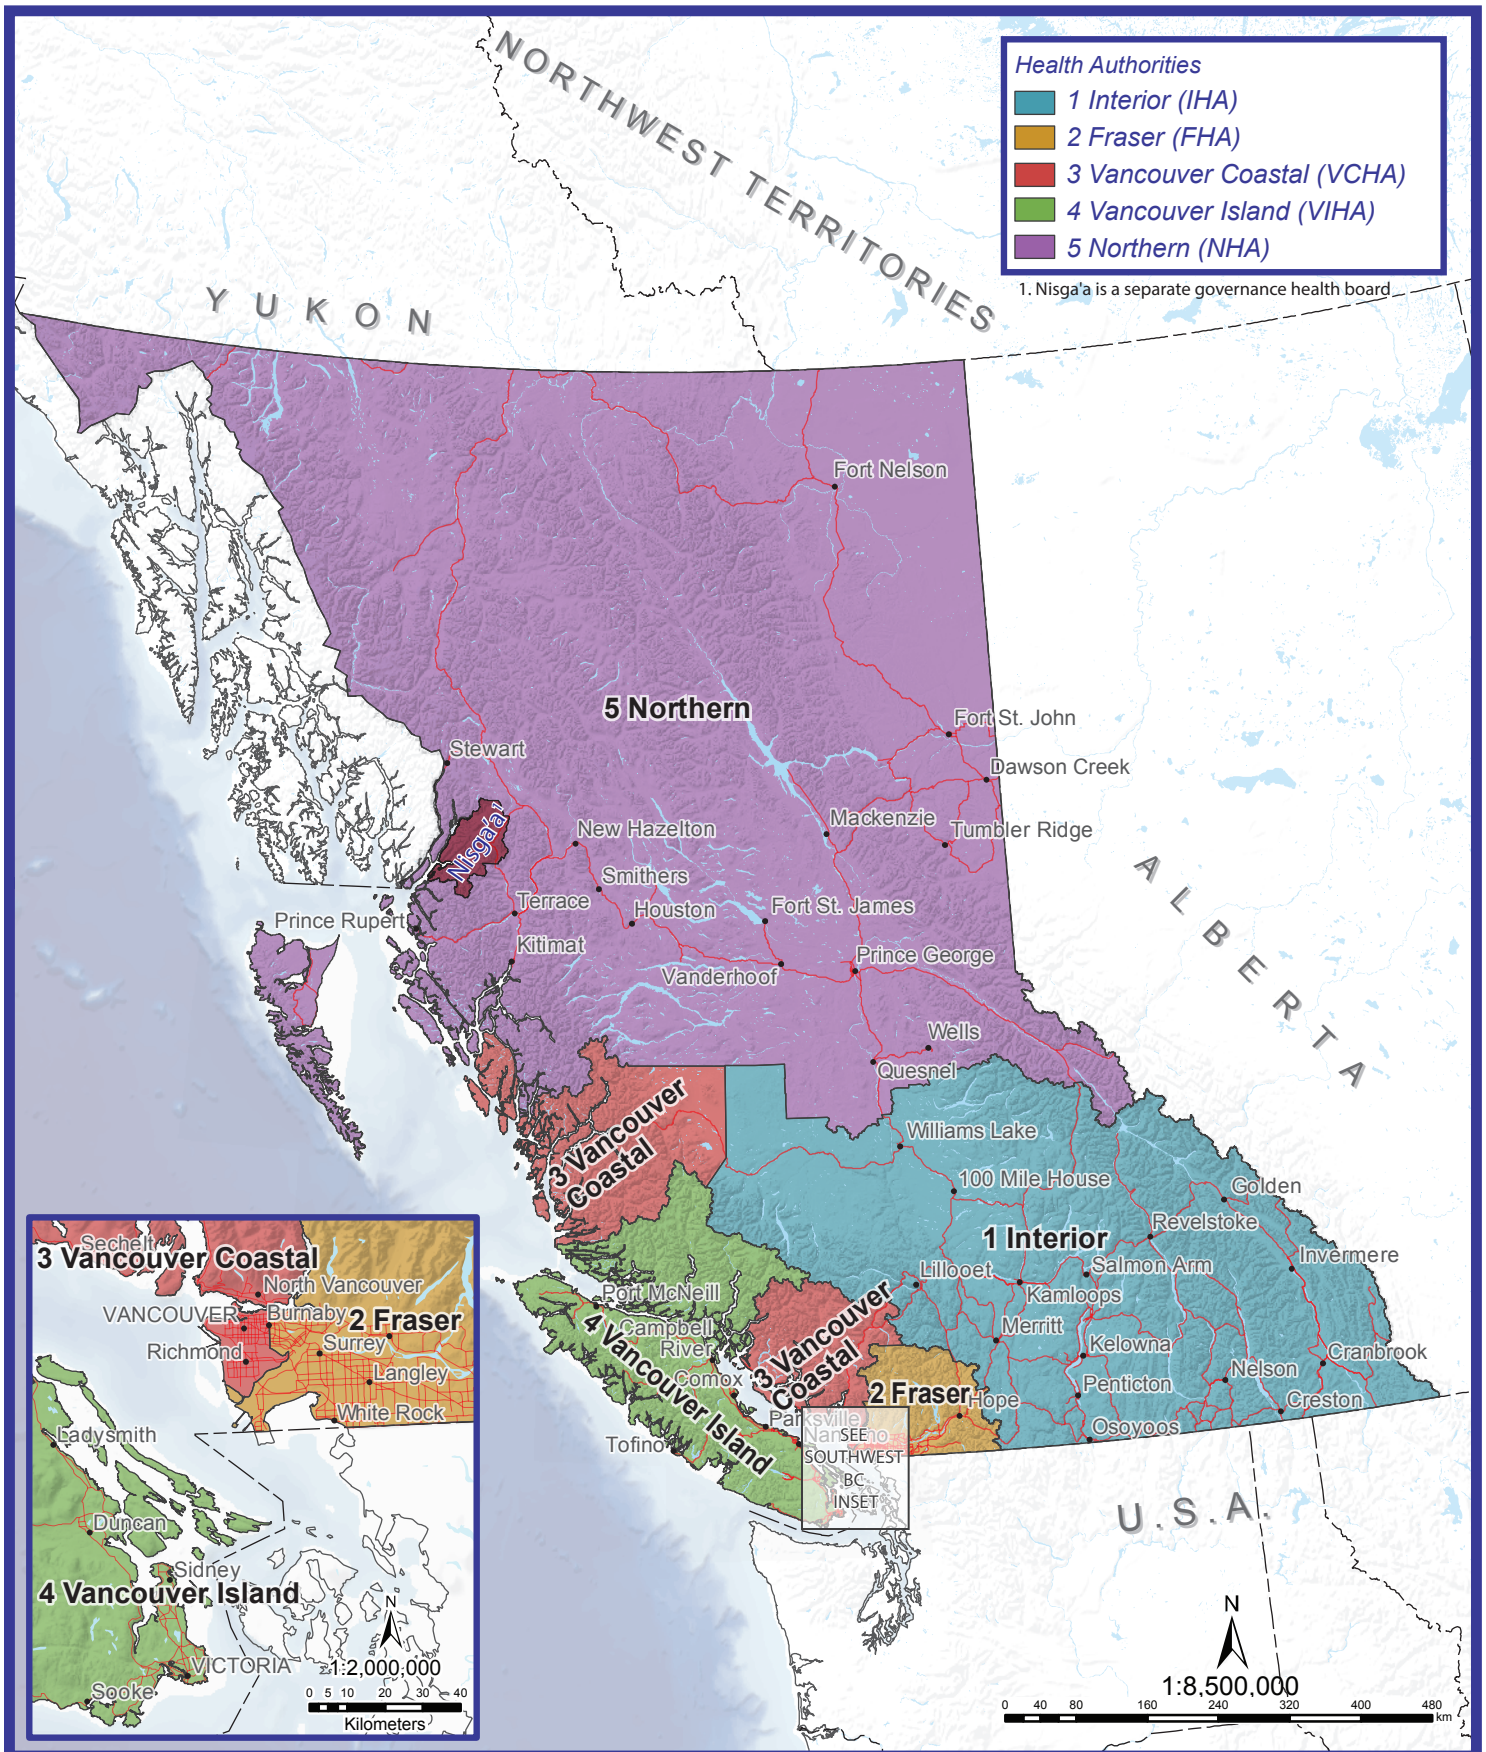 NORTHWEST TERRITORIES
YUKON
Health Authorities
1 Interior (IHA)
2 Fraser (FHA)
3 Vancouver Coastal (VCHA)
4 Vancouver Island (VIHA)
5 Northern (NHA)
1. Nisga'a is a separate governance health board
Fort Nelson
5 Northern
Fort St. John
Stewart
Dawson Creek
Nisga'a1
Mackenzie
New Hazelton
Tumbler Ridge
ALBERTA
Smithers
Terrace
Houston
Fort St. James
Prince Rupert
Kitimat
Prince George
Vanderhoof
Wells
Quesnel
3 Vancouver
Coastal
Williams Lake
100 Mile House
Golden
Revelstoke
1 Interior
Invermere
Lillooet
Salmon Arm
Kamloops
Port McNeill
Merritt
Campbell
River
3 Vancouver
Coastal
Kelowna
Cranbrook
4 Vancouver Island
Comox
2 Fraser
Hope
Penticton
Nelson
Creston
Parksville
Nanaimo
Osoyoos
Tofino
SEE
SOUTHWEST
BC
INSET
U.S.A.
N
1:8,500,000
0 40 80 160 240 320 400 480
km
Sechelt
3 Vancouver Coastal
North Vancouver
VANCOUVER
Burnaby
2 Fraser
Richmond
Surrey
Langley
White Rock
Ladysmith
Duncan
Sidney
4 Vancouver Island
N
VICTORIA
1:2,000,000
Sooke
0 5 10 20 30 40
Kilometers